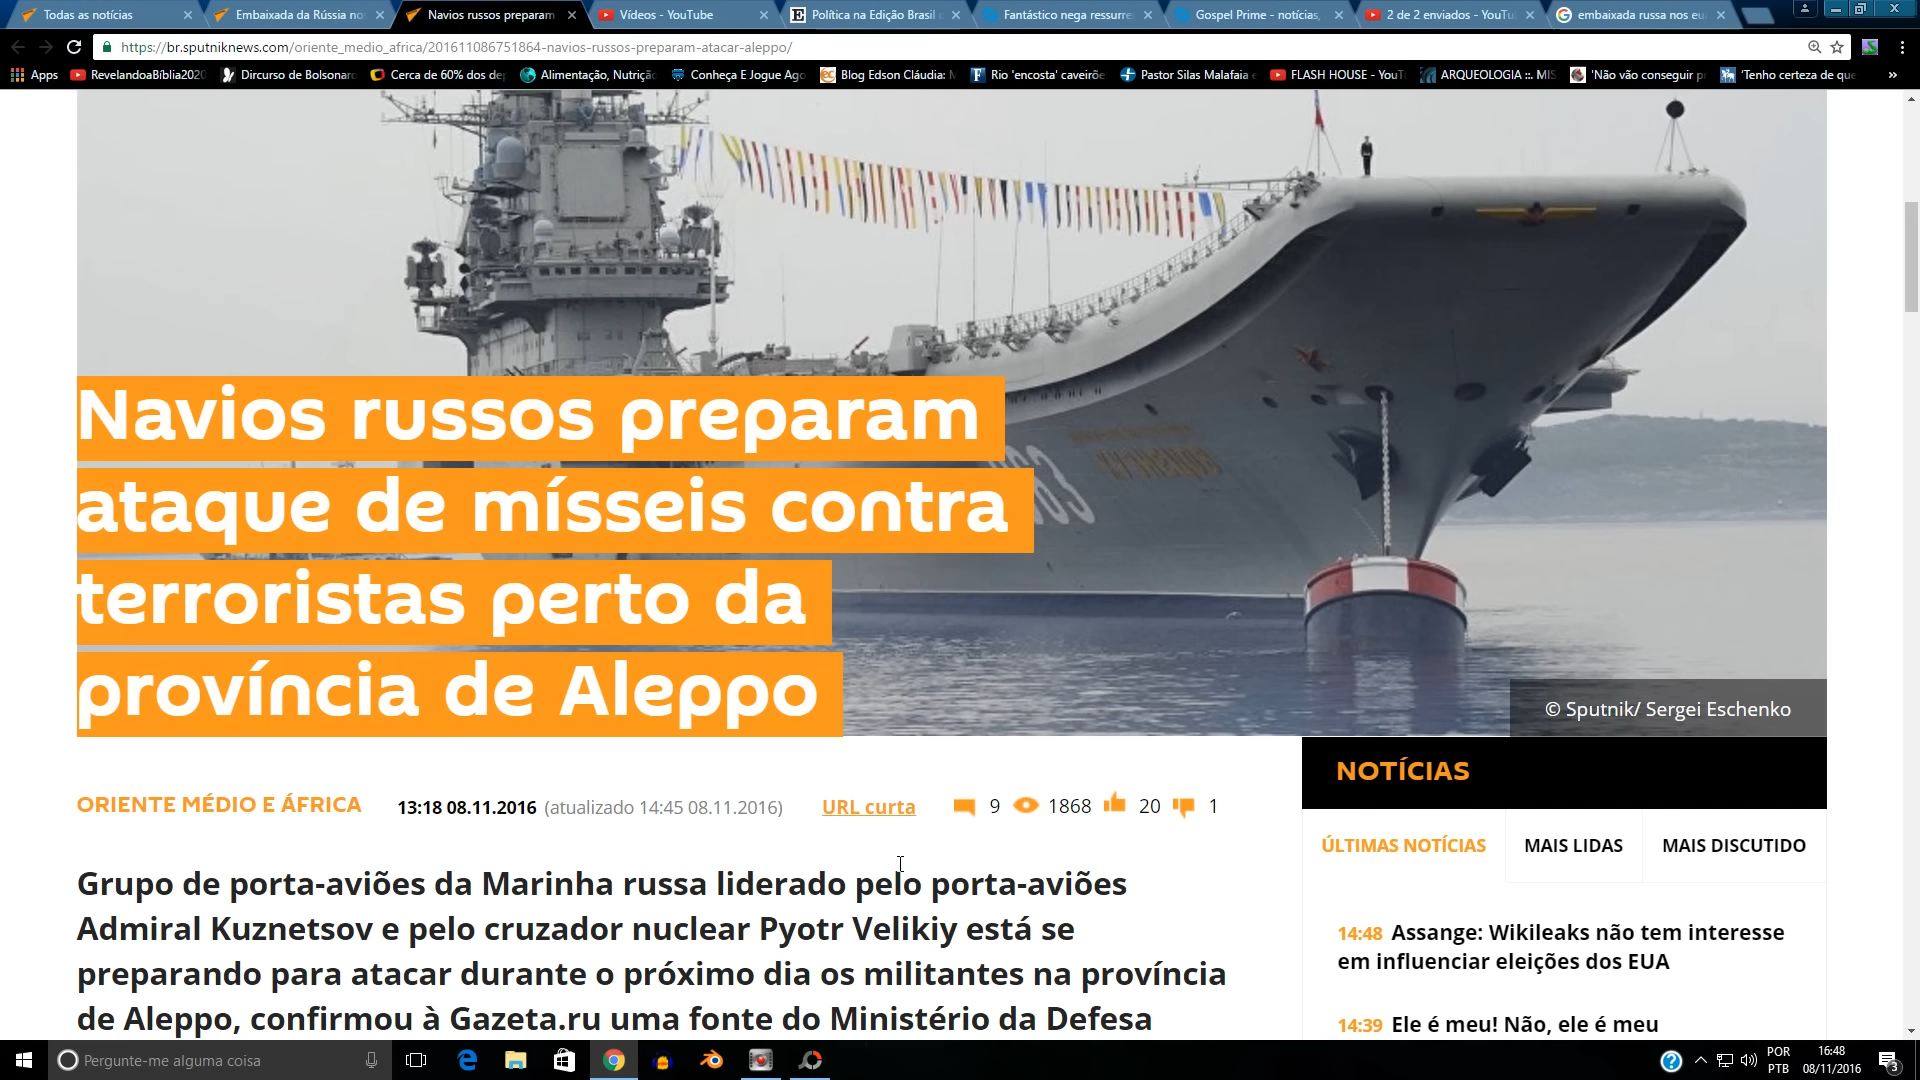 Todas as notícias
Embaixada da Rússia no
Navios russos preparam
Vídeos - YouTube
Política na Edição Brasil
Fantástico nega ressurre
Gospel Prime - notícias,
2 de 2 enviados - YouTu
embaixada russa nos eu
https://br.sputniknews.com/oriente_medio_africa/201611086751864-navios-russos-preparam-atacar-aleppo/
Apps
RevelandoaBíblia2020
Dircurso de Bolsonaro
Cerca de 60% dos dep
Alimentação, Nutrição
Conheça E Jogue Ago
Blog Edson Cláudia:
Rio 'encosta' caveirõe
Pastor Silas Malafaia
FLASH HOUSE - YouT
ARQUEOLOGIA ::. MIS
'Não vão conseguir p
'Tenho certeza de que
»
063
Navios russos preparam
ataque de mísseis contra
terroristas perto da
província de Aleppo
© Sputnik/ Sergei Eschenko
ORIENTE MÉDIO E ÁFRICA
13:18 08.11.2016 (atualizado 14:45 08.11.2016)
URL curta
9
1868
20
1
Grupo de porta-aviões da Marinha russa liderado pelo porta-aviões
Admiral Kuznetsov e pelo cruzador nuclear Pyotr Velikiy está se
preparando para atacar durante o próximo dia os militantes na província
de Aleppo, confirmou à Gazeta.ru uma fonte do Ministério da Defesa
NOTÍCIAS
ÚLTIMAS NOTÍCIAS
MAIS LIDAS
MAIS DISCUTIDO
14:48 Assange: Wikileaks não tem interesse
em influenciar eleições dos EUA
14:39 Ele é meu! Não, ele é meu
Pergunte-me alguma coisa
POR
PTB
16:48
08/11/2016
3